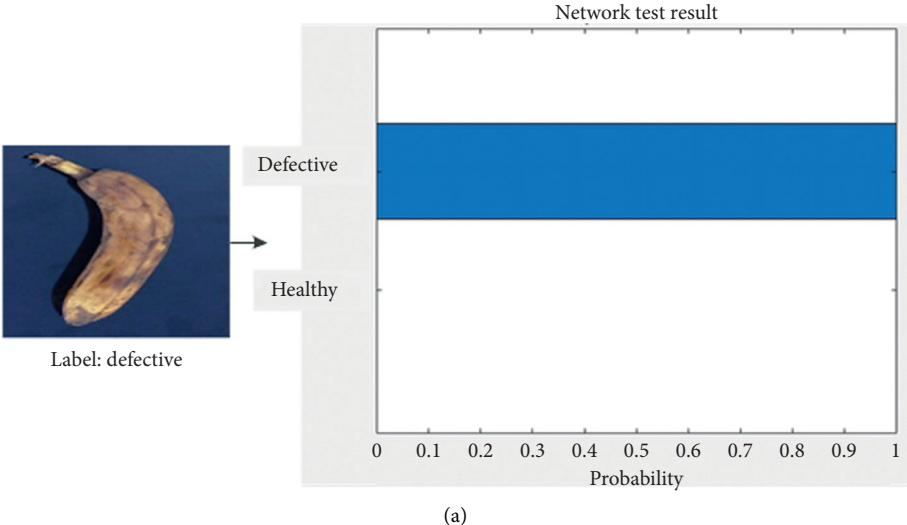 Network test result
Defective
Healthy
Label: defective
0 0.1 0.2 0.3 0.4 0.5 0.6 0.7 0.8 0.9 1
Probability
(a)